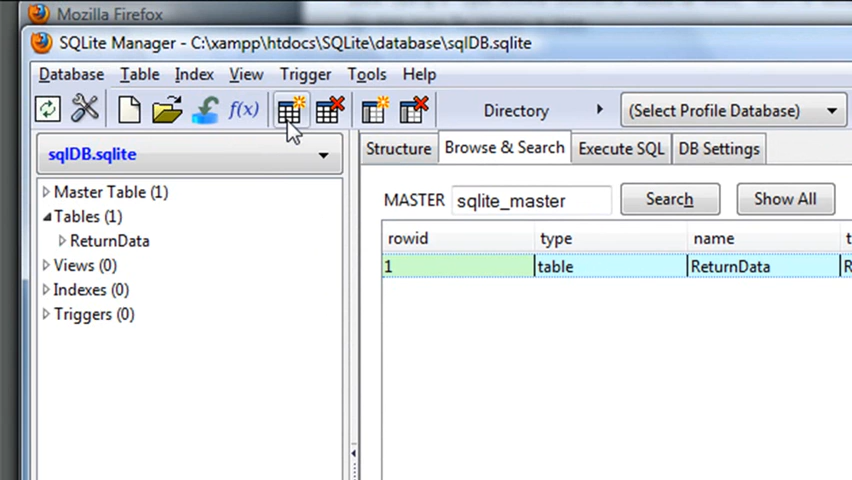 Mozilla Firefox
SQLite Manager - C:\xampp\htdocs\SQLite\database\sqlDB.sqlite
Database Table Index View Trigger Tools Help
f(x) Directory (Select Profile Database)
sqlDB.sqlite
Structure Browse & Search Execute SQL DB Settings
Master Table (1)
Tables (1)
ReturnData
Views (0)
Indexes (0)
Triggers (0)
MASTER sqlite_master Search Show All
rowid type name
1 table ReturnData